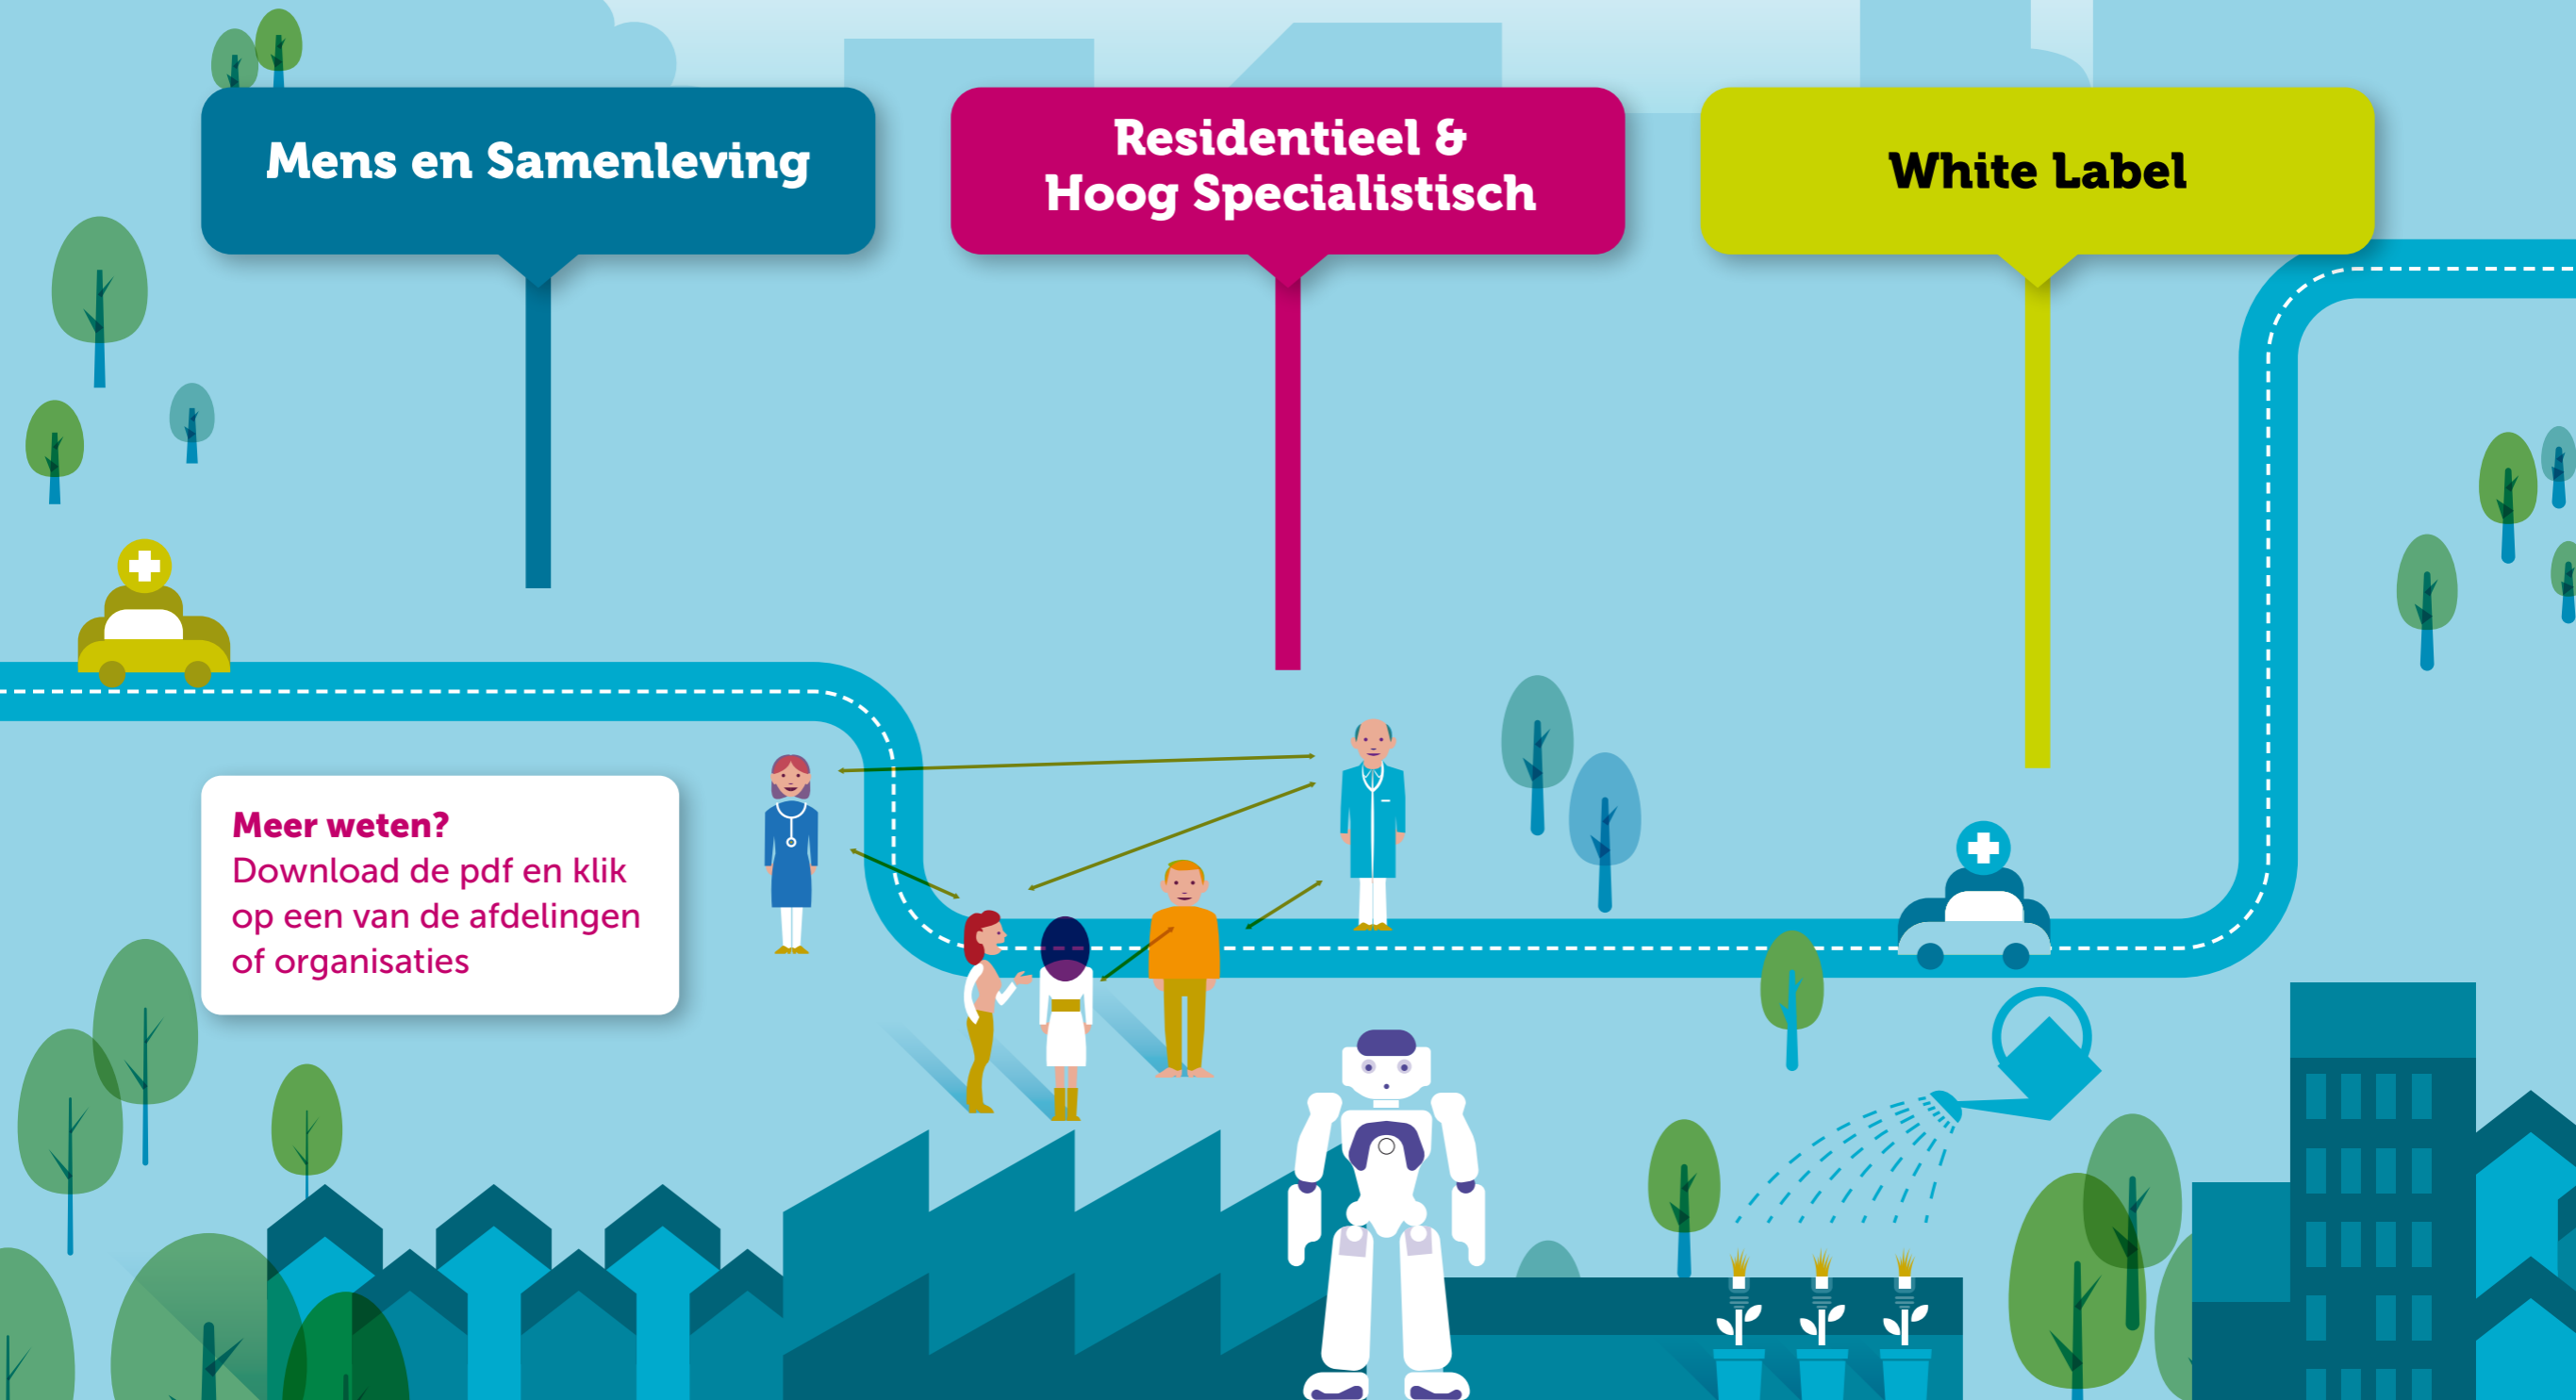 Mens en Samenleving
Residentieel &
Hoog Specialistisch
White Label
Meer weten?
Download de pdf en klik
op een van de afdelingen
of organisaties